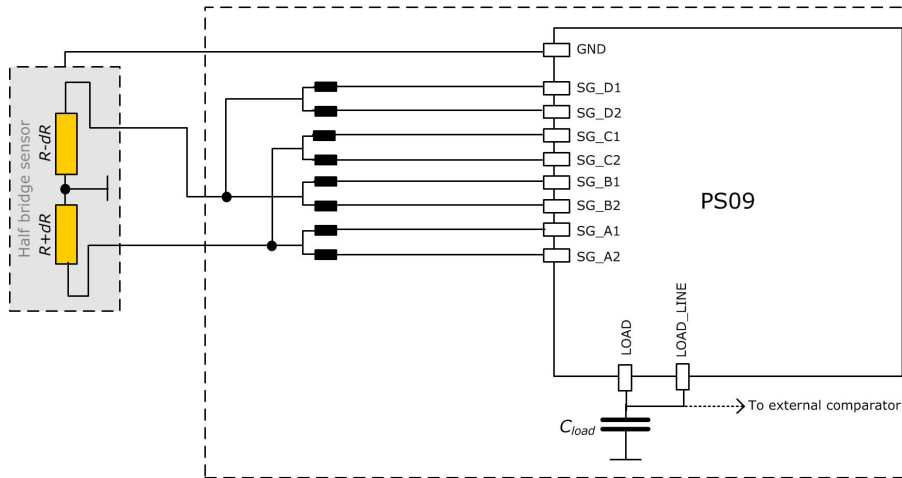 Half bridge sensor
R-dR
R+dR
GND
SG_D1
SG_D2
SG_C1
SG_C2
SG_B1
SG_B2
SG_A1
SG_A2
PS09
LOAD
LOAD_LINE
Cload
To external comparator